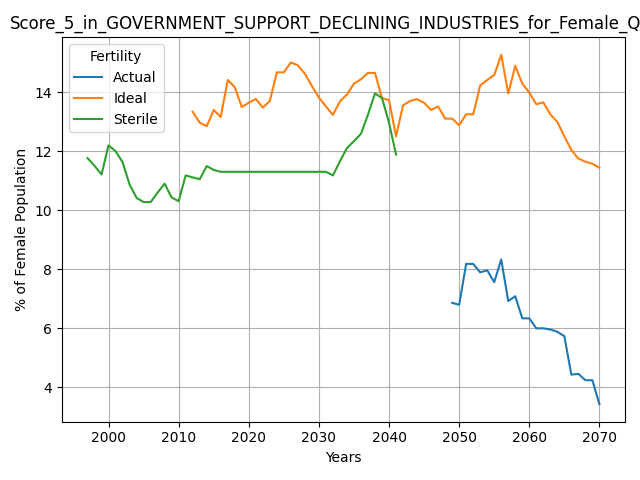 Score_5_in_GOVERNMENT_SUPPORT_DECLINING_INDUSTRIES_for_Female_Q
Fertility
Actual
Ideal
Sterile
% of Female Population
14
12
10
8
6
4
2000 2010 2020 2030 2040 2050 2060 2070
Years